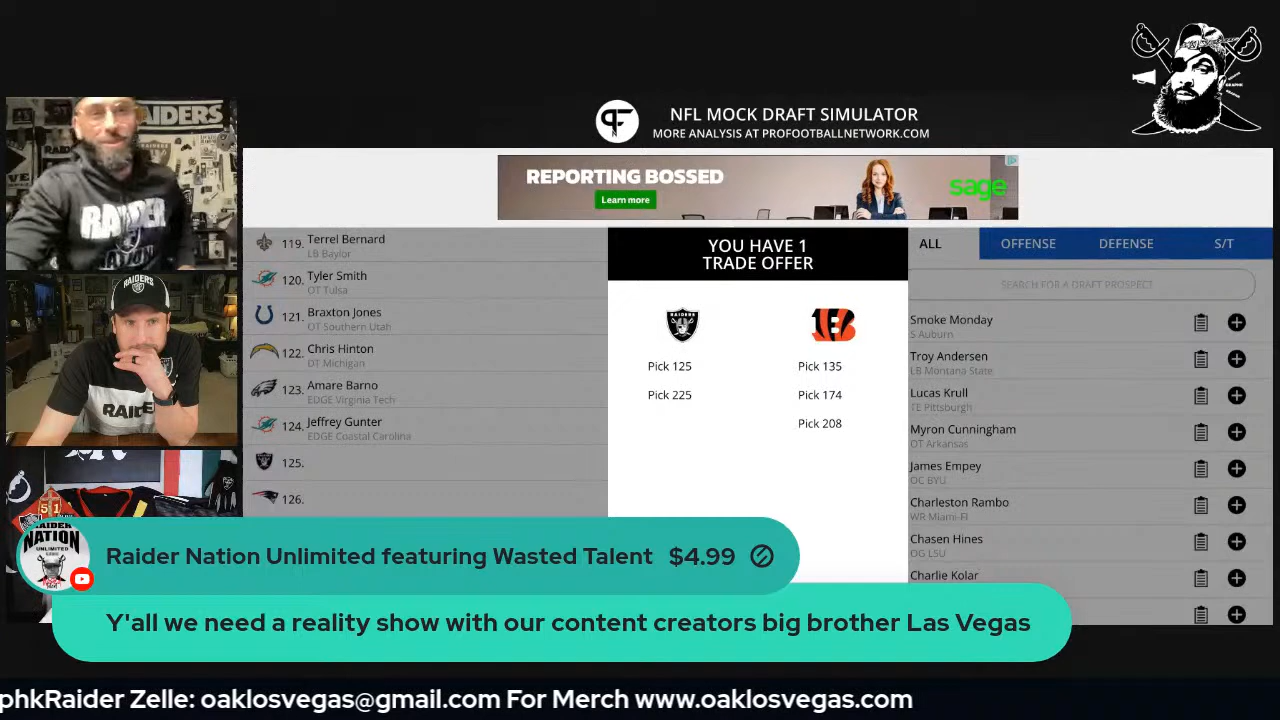 NFL MOCK DRAFT SIMULATOR
MORE ANALYSIS AT PROFOOTBALLNETWORK.COM
REPORTING BOSSED
Learn more
sage
RAIDERS
RAIDER
NATION
119. Terrel Bernard
LB Baylor
120. Tyler Smith
OT Tulsa
121. Braxton Jones
OT Southern Utah
122. Chris Hinton
DT Michigan
123. Amare Barno
EDGE Virginia Tech
124. Jeffrey Gunter
EDGE Coastal Carolina
125.
126.
YOU HAVE 1
TRADE OFFER
Pick 125
Pick 135
Pick 225
Pick 174
Pick 208
ALL
OFFENSE
DEFENSE
S/T
SEARCH FOR A DRAFT PROSPECT
Smoke Monday
S Auburn
Troy Andersen
LB Montana State
Lucas Krull
TE Pittsburgh
Myron Cunningham
OT Arkansas
James Empey
OC BYU
Charleston Rambo
WR Miami-Fl
Chasen Hines
OG LSU
Charlie Kolar
RAIDERS
51
RAIDER
NATION
UNLIMITED
Raider Nation Unlimited featuring Wasted Talent $4.99
Y'all we need a reality show with our content creators big brother Las Vegas
phkRaider Zelle: oaklosvegas@gmail.com For Merch www.oaklosvegas.com